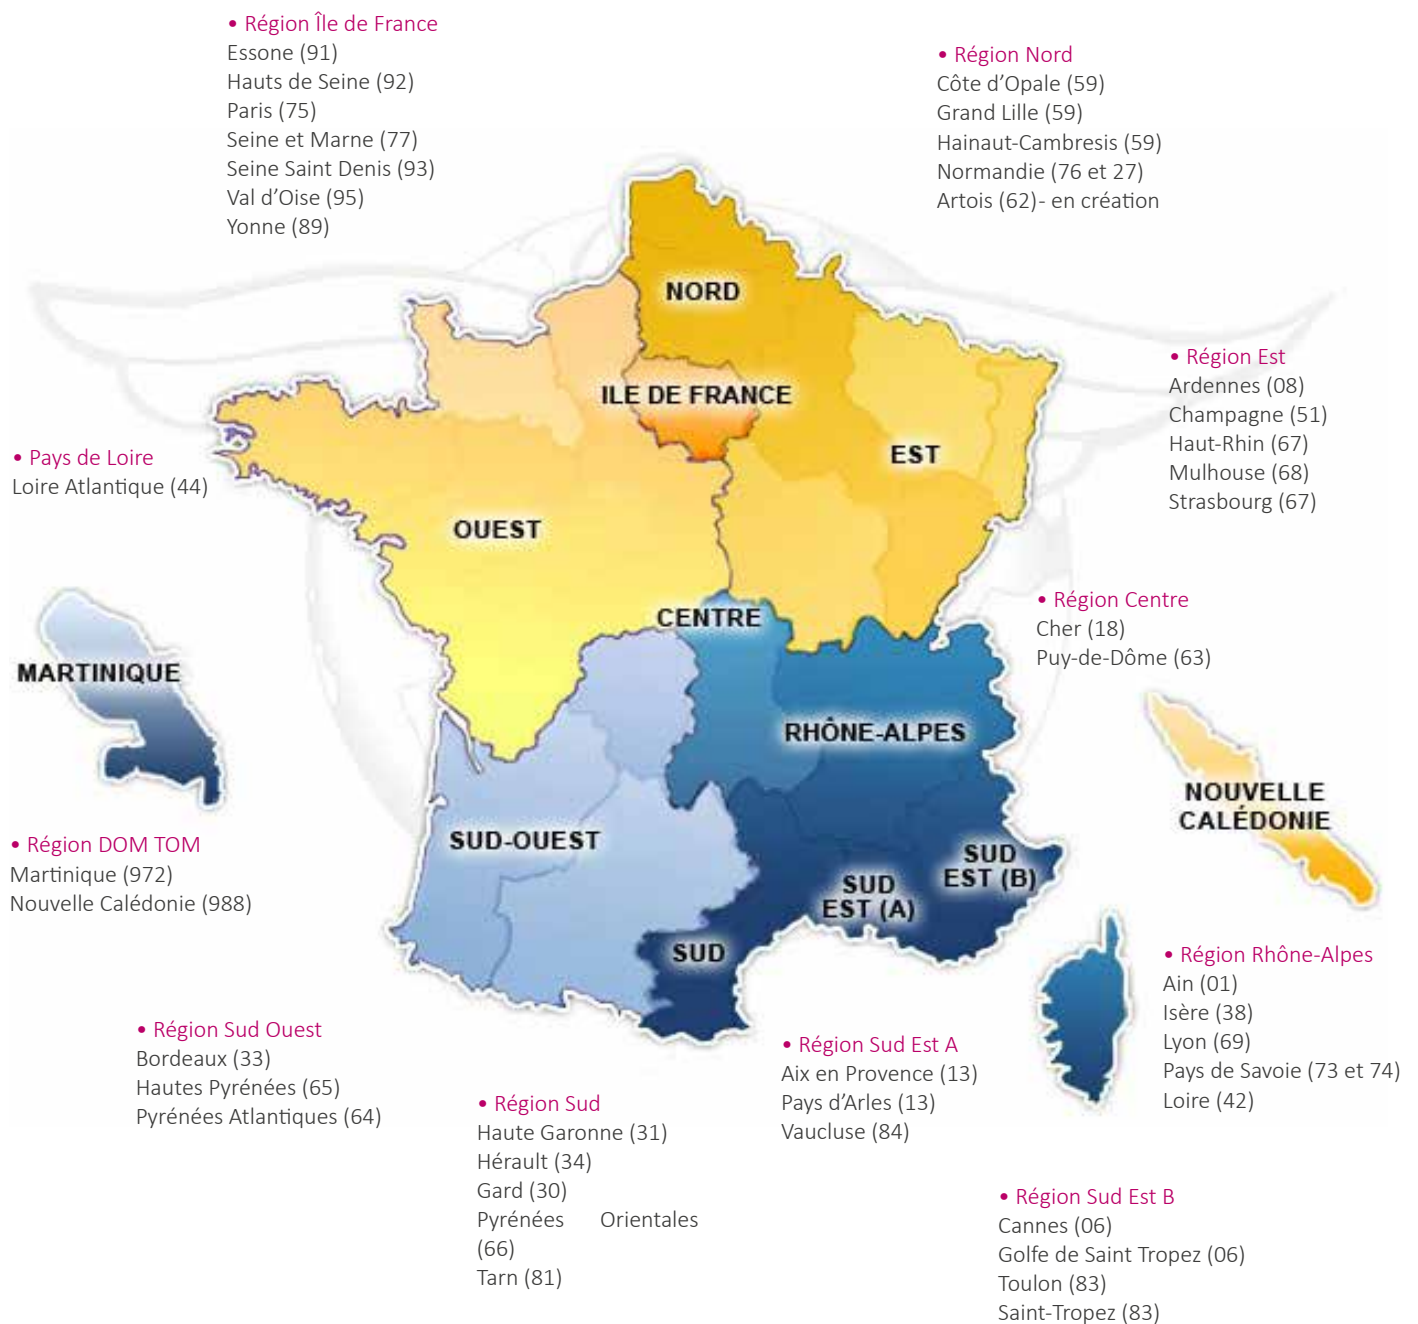 • Région Île de France
Essone (91)
Hauts de Seine (92)
Paris (75)
Seine et Marne (77)
Seine Saint Denis (93)
Val d’Oise (95)
Yonne (89)
• Région Nord
Côte d’Opale (59)
Grand Lille (59)
Hainaut-Cambresis (59)
Normandie (76 et 27)
Artois (62)- en création
NORD
ILE DE FRANCE
EST
OUEST
CENTRE
MARTINIQUE
RHÔNE-ALPES
NOUVELLE
CALÉDONIE
SUD-OUEST
SUD
EST (B)
SUD
EST (A)
SUD
• Région Est
Ardennes (08)
Champagne (51)
Haut-Rhin (67)
Mulhouse (68)
Strasbourg (67)
• Pays de Loire
Loire Atlantique (44)
• Région Centre
Cher (18)
Puy-de-Dôme (63)
• Région DOM TOM
Martinique (972)
Nouvelle Calédonie (988)
• Région Rhône-Alpes
Ain (01)
Isère (38)
Lyon (69)
Pays de Savoie (73 et 74)
Loire (42)
• Région Sud Ouest
Bordeaux (33)
Hautes Pyrénées (65)
Pyrénées Atlantiques (64)
• Région Sud
Haute Garonne (31)
Hérault (34)
Gard (30)
Pyrénées Orientales
(66)
Tarn (81)
• Région Sud Est A
Aix en Provence (13)
Pays d’Arles (13)
Vaucluse (84)
• Région Sud Est B
Cannes (06)
Golfe de Saint Tropez (06)
Toulon (83)
Saint-Tropez (83)